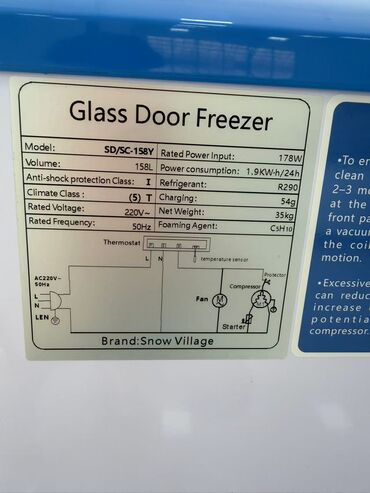 Glass Door Freezer
Model: SD/SC-158Y Rated Power Input: 178W
Volume: 158L Power consumption: 1.9KW·h/24h
Anti-shock protection Class: I Refrigerant: R290
Climate Class: (5) T Charging: 54g
Rated Voltage: 220V~ Net Weight: 35kg
Rated Frequency: 50Hz Foaming Agent: C5H10
Thermostat
L N temperature sensor
AC220V~
50Hz
L
N
LEN
Protector
Compressor
Fan M
Starter
Brand:Snow Village
•To en
clean
2~3 m
at the
front pa
a vacuum
the coil
motion.
•Excessive
can reduc
increase
potentia
compressor.